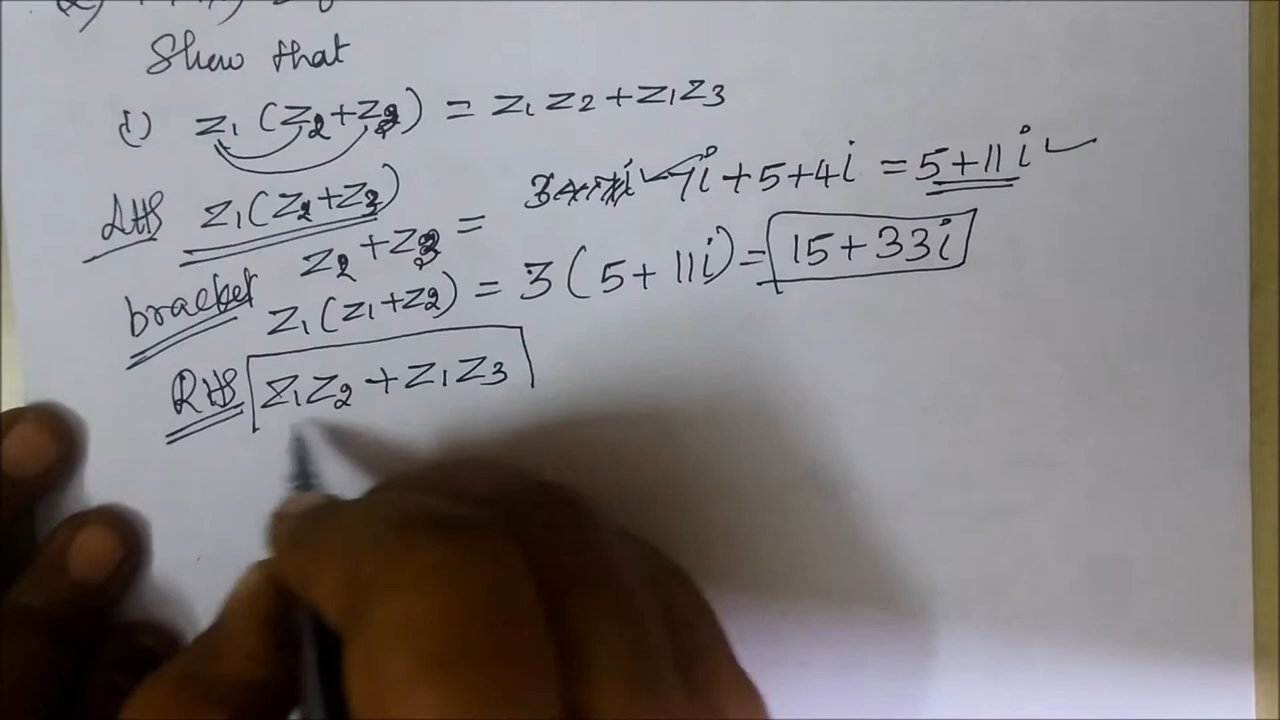 Show that
i) z₁(z₂+z₃) = z₁z₂+z₁z₃
LHS z₁(z₂+z₃)
bracket z₂+z₃ = 7i+5+4i = 5+11i ✓
z₁(z₁+z₂) = 3(5+11i) = 15+33i
RHS z₁z₂+z₁z₃